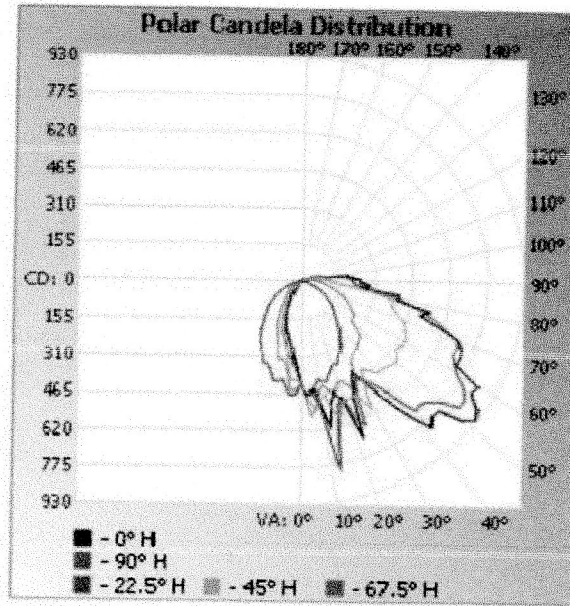 Polar Candela Distribution
930 180° 170° 160° 150° 140°
775 130°
620 120°
465 110°
310 100°
155 90°
CD: 0 80°
155 70°
310 60°
465 50°
620
775
930
VA: 0° 10° 20° 30° 40°
- 0° H
- 90° H
- 22.5° H - 45° H - 67.5° H